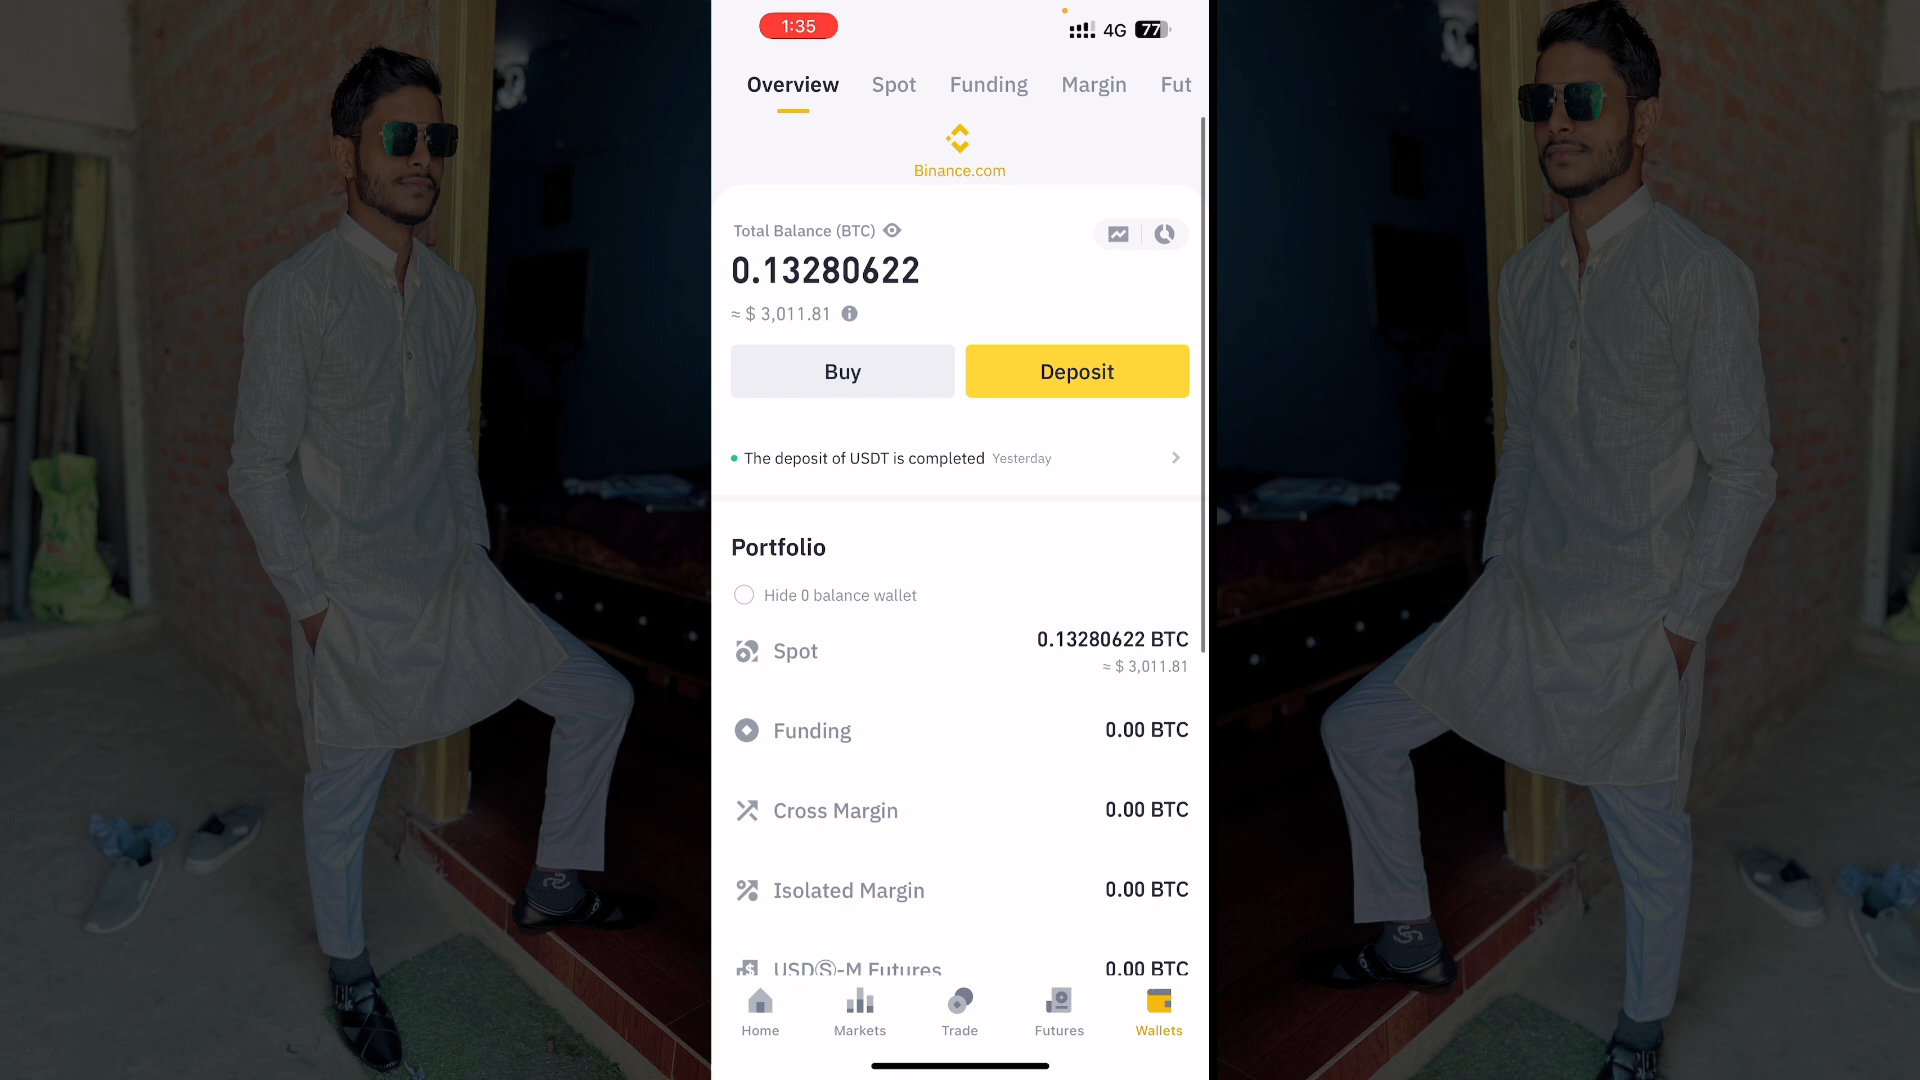 1:35
4G 77
Overview Spot Funding Margin Fut
Binance.com
Total Balance (BTC)
0.13280622
≈ $ 3,011.81
Buy Deposit
The deposit of USDT is completed Yesterday
Portfolio
Hide 0 balance wallet
Spot 0.13280622 BTC
≈ $ 3,011.81
Funding 0.00 BTC
Cross Margin 0.00 BTC
Isolated Margin 0.00 BTC
USDⓈ-M Futures 0.00 BTC
Home Markets Trade Futures Wallets